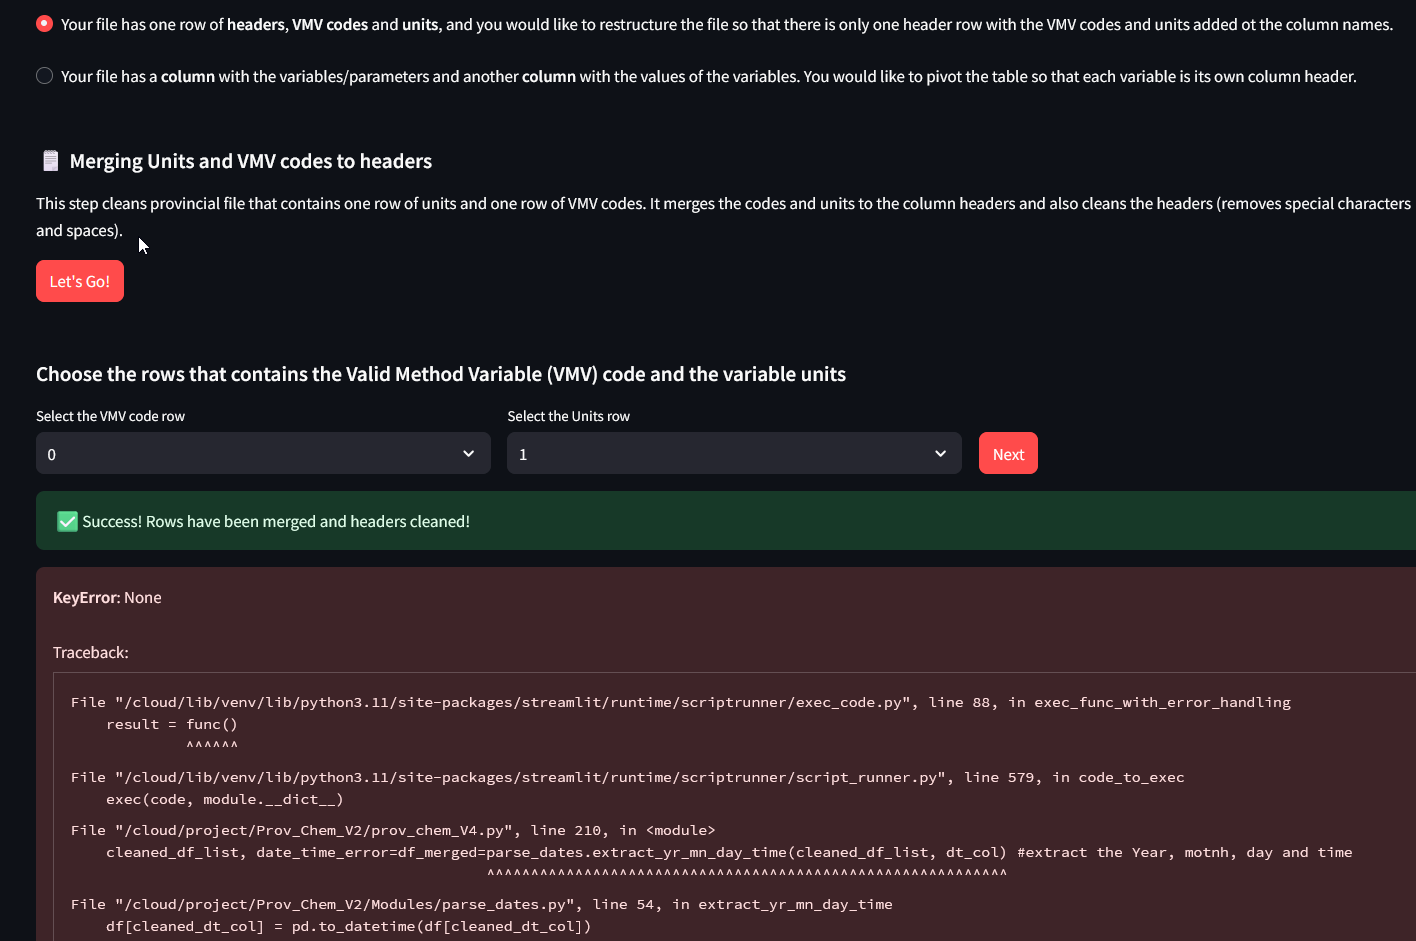 Your file has one row of headers, VMV codes and units, and you would like to restructure the file so that there is only one header row with the VMV codes and units added ot the column names.
Your file has a column with the variables/parameters and another column with the values of the variables. You would like to pivot the table so that each variable is its own column header.
Merging Units and VMV codes to headers
This step cleans provincial file that contains one row of units and one row of VMV codes. It merges the codes and units to the column headers and also cleans the headers (removes special characters
and spaces).
Let's Go!
Choose the rows that contains the Valid Method Variable (VMV) code and the variable units
Select the VMV code row
Select the Units row
0
1
Next
Success! Rows have been merged and headers cleaned!
KeyError: None
Traceback:
File "/cloud/lib/venv/lib/python3.11/site-packages/streamlit/runtime/scriptrunner/exec_code.py", line 88, in exec_func_with_error_handling
result = func()
^^^^^^
File "/cloud/lib/venv/lib/python3.11/site-packages/streamlit/runtime/scriptrunner/script_runner.py", line 579, in code_to_exec
exec(code, module.__dict__)
File "/cloud/project/Prov_Chem_V2/prov_chem_V4.py", line 210, in <module>
cleaned_df_list, date_time_error=df_merged=parse_dates.extract_yr_mn_day_time(cleaned_df_list, dt_col) #extract the Year, motnh, day and time
^^^^^^^^^^^^^^^^^^^^^^^^^^^^^^^^^^^^^^^^^^^^^^^^^^^^^^^^^^^
File "/cloud/project/Prov_Chem_V2/Modules/parse_dates.py", line 54, in extract_yr_mn_day_time
df[cleaned_dt_col] = pd.to_datetime(df[cleaned_dt_col])